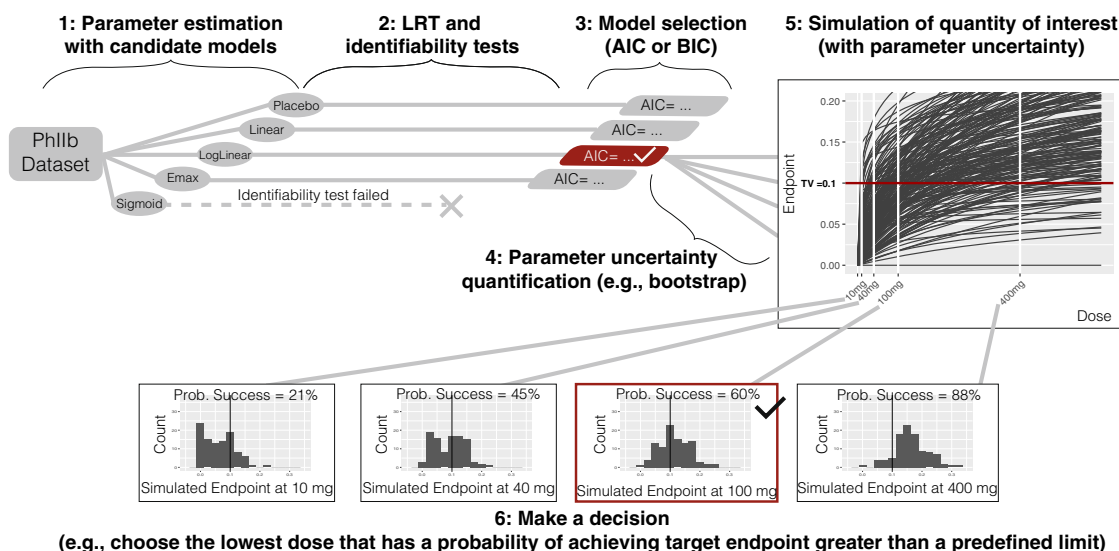 1: Parameter estimation
with candidate models
2: LRT and
identifiability tests
3: Model selection
(AIC or BIC)
5: Simulation of quantity of interest
(with parameter uncertainty)
PhIIb
Dataset
Placebo
Linear
LogLinear
Emax
Sigmoid
Identifiability test failed
AIC= ...
AIC= ...
AIC= ...
AIC= ...
4: Parameter uncertainty
quantification (e.g., bootstrap)
Endpoint
0.20
0.15
TV =0.1
0.05
0.00
10mg
40mg
100mg
400mg
Dose
Prob. Success = 21%
Count
Simulated Endpoint at 10 mg
Prob. Success = 45%
Count
Simulated Endpoint at 40 mg
Prob. Success = 60%
Count
Simulated Endpoint at 100 mg
Prob. Success = 88%
Count
Simulated Endpoint at 400 mg
6: Make a decision
(e.g., choose the lowest dose that has a probability of achieving target endpoint greater than a predefined limit)